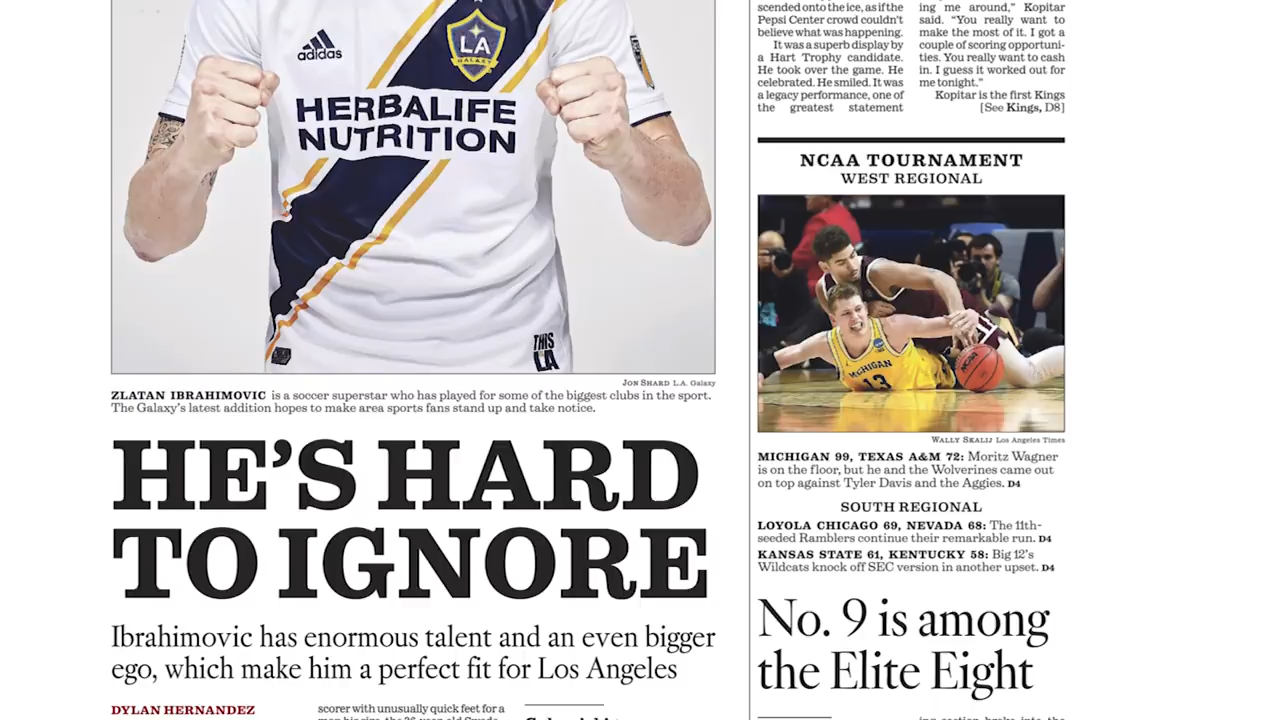 adidas
LA
GALAXY
HERBALIFE
NUTRITION
THIS
LA
JON SHARD L.A. Galaxy
ZLATAN IBRAHIMOVIC is a soccer superstar who has played for some of the biggest clubs in the sport.
The Galaxy's latest addition hopes to make area sports fans stand up and take notice.
HE'S HARD
TO IGNORE
Ibrahimovic has enormous talent and an even bigger
ego, which make him a perfect fit for Los Angeles
DYLAN HERNANDEZ
scorer with unusually quick feet for a
scended onto the ice, as if the
Pepsi Center crowd couldn't
believe what was happening.
It was a superb display by
a Hart Trophy candidate.
He took over the game. He
celebrated. He smiled. It was
a legacy performance, one of
the greatest statement
ing me around," Kopitar
said. "You really want to
make the most of it. I got a
couple of scoring opportuni-
ties. You really want to cash
in. I guess it worked out for
me tonight."
Kopitar is the first Kings
[See Kings, D8]
NCAA TOURNAMENT
WEST REGIONAL
MICHIGAN
13
WALLY SKALIJ Los Angeles Times
MICHIGAN 99, TEXAS A&M 72: Moritz Wagner
is on the floor, but he and the Wolverines came out
on top against Tyler Davis and the Aggies. D4
SOUTH REGIONAL
LOYOLA CHICAGO 69, NEVADA 68: The 11th-
seeded Ramblers continue their remarkable run. D4
KANSAS STATE 61, KENTUCKY 58: Big 12's
Wildcats knock off SEC version in another upset. D4
No. 9 is among
the Elite Eight